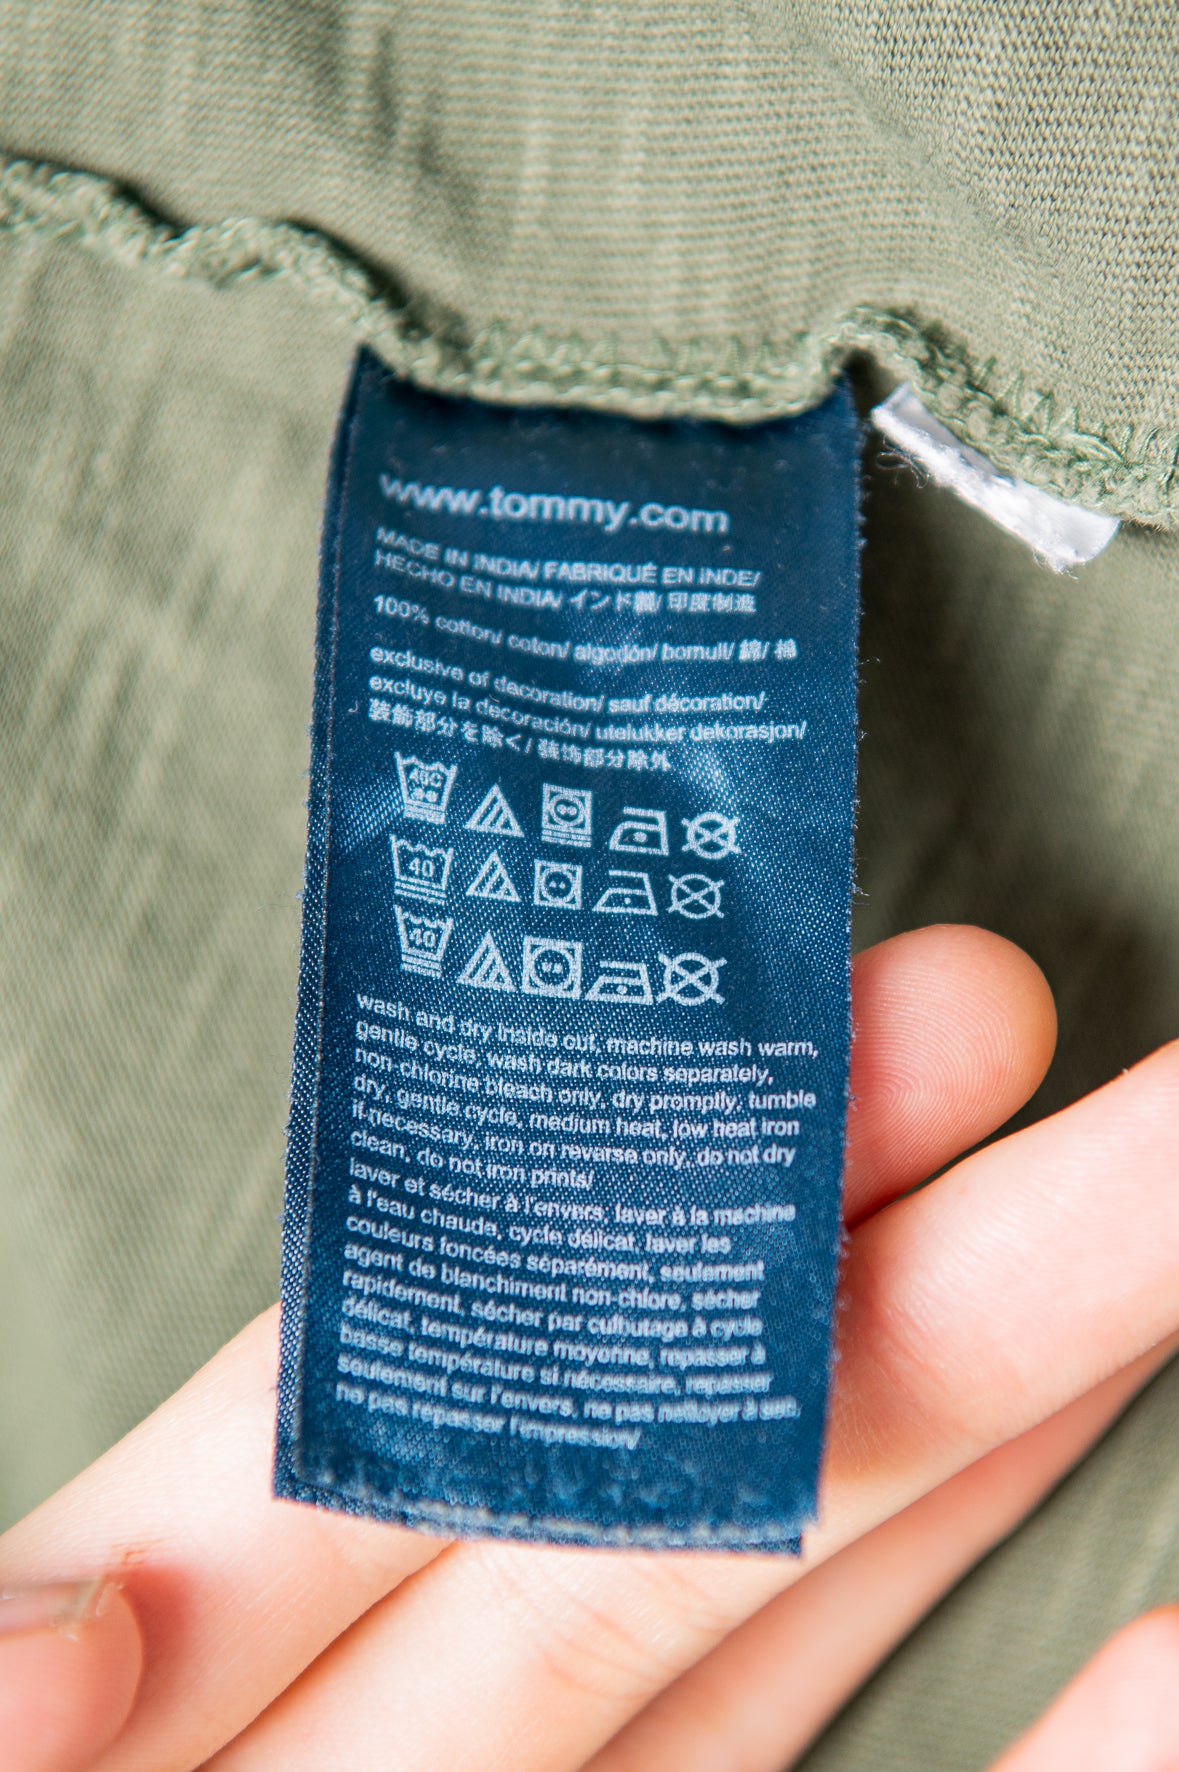 www.tommy.com
MADE IN INDIA/ FABRIQUÉ EN INDE/
HECHO EN INDIA/ インド製/ 印度制造
100% cotton/ coton/ algodón/ bomull/ 綿/ 棉
exclusive of decoration/ sauf décoration/
excluye la decoración/ utelukker dekorasjon/
装飾部分を除く/ 装饰部分除外
40C
40
40
wash and dry inside out, machine wash warm,
gentle cycle, wash dark colors separately,
non-chlorine bleach only, dry promptly, tumble
dry, gentle cycle, medium heat, low heat iron
if necessary, iron on reverse only, do not dry
clean, do not iron prints/
laver et sécher à l'envers, laver à la machine
à l'eau chaude, cycle délicat, laver les
couleurs foncées séparément, seulement
agent de blanchiment non-chlore, sécher
rapidement, sécher par culbutage à cycle
délicat, température moyenne, repasser à
basse température si nécessaire, repasser
seulement sur l'envers, ne pas nettoyer à sec,
ne pas repasser l'impression/